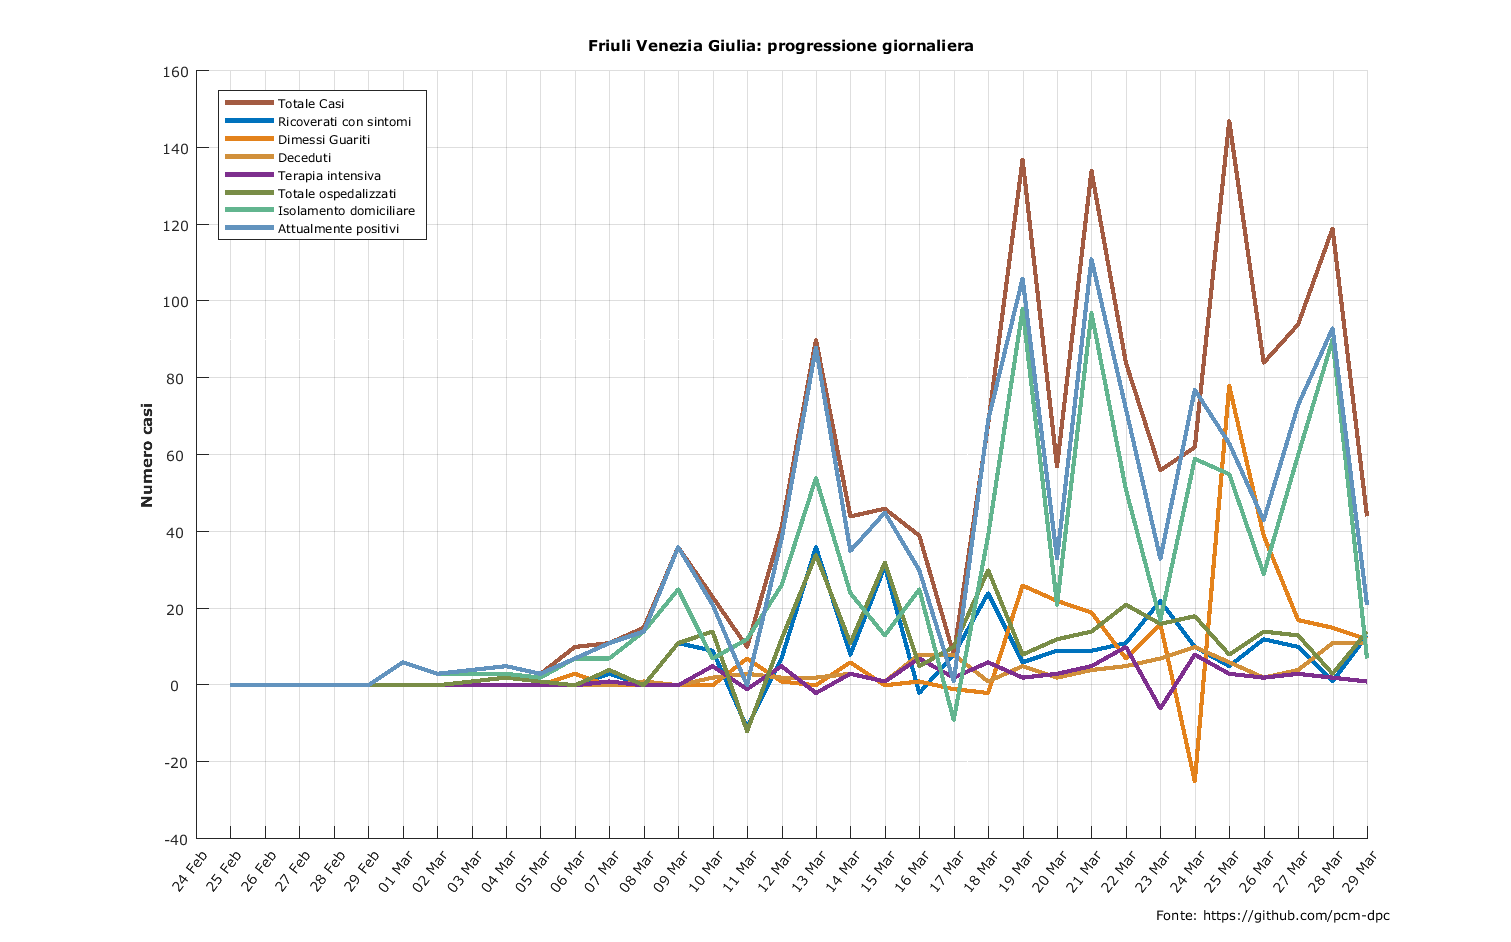 Friuli Venezia Giulia: progressione giornaliera
160
140
120
100
80
60
40
20
0
-20
-40
Numero casi
Totale Casi
Ricoverati con sintomi
Dimessi Guariti
Deceduti
Terapia intensiva
Totale ospedalizzati
Isolamento domiciliare
Attualmente positivi
24 Feb
25 Feb
26 Feb
27 Feb
28 Feb
29 Feb
01 Mar
02 Mar
03 Mar
04 Mar
05 Mar
06 Mar
07 Mar
08 Mar
09 Mar
10 Mar
11 Mar
12 Mar
13 Mar
14 Mar
15 Mar
16 Mar
17 Mar
18 Mar
19 Mar
20 Mar
21 Mar
22 Mar
23 Mar
24 Mar
25 Mar
26 Mar
27 Mar
28 Mar
29 Mar
Fonte: https://github.com/pcm-dpc